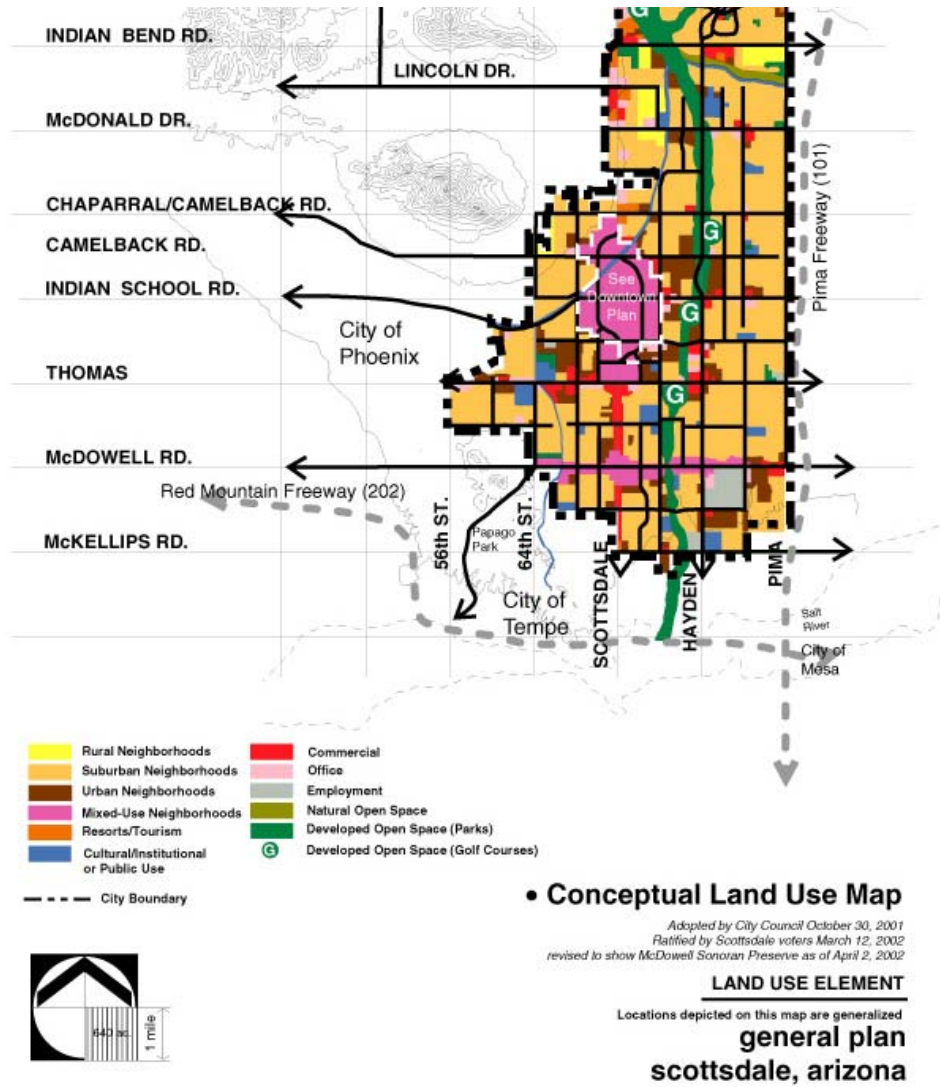 G
INDIAN BEND RD.
LINCOLN DR.
McDONALD DR.
Pima Freeway (101)
CHAPARRAL/CAMELBACK RD.
G
CAMELBACK RD.
See
Downtown
Plan
INDIAN SCHOOL RD.
G
City of
Phoenix
THOMAS
G
McDOWELL RD.
Red Mountain Freeway (202)
56th ST.
Papago
Park
64th ST.
McKELLIPS RD.
SCOTTSDALE
HAYDEN
PIMA
City of
Tempe
Salt
River
City of
Mesa
Rural Neighborhoods
Suburban Neighborhoods
Urban Neighborhoods
Mixed-Use Neighborhoods
Resorts/Tourism
Cultural/Institutional
or Public Use
City Boundary
Commercial
Office
Employment
Natural Open Space
Developed Open Space (Parks)
G Developed Open Space (Golf Courses)
• Conceptual Land Use Map
Adopted by City Council October 30, 2001
Ratified by Scottsdale voters March 12, 2002
revised to show McDowell Sonoran Preserve as of April 2, 2002
LAND USE ELEMENT
Locations depicted on this map are generalized
general plan
scottsdale, arizona
640 ac.
1 mile